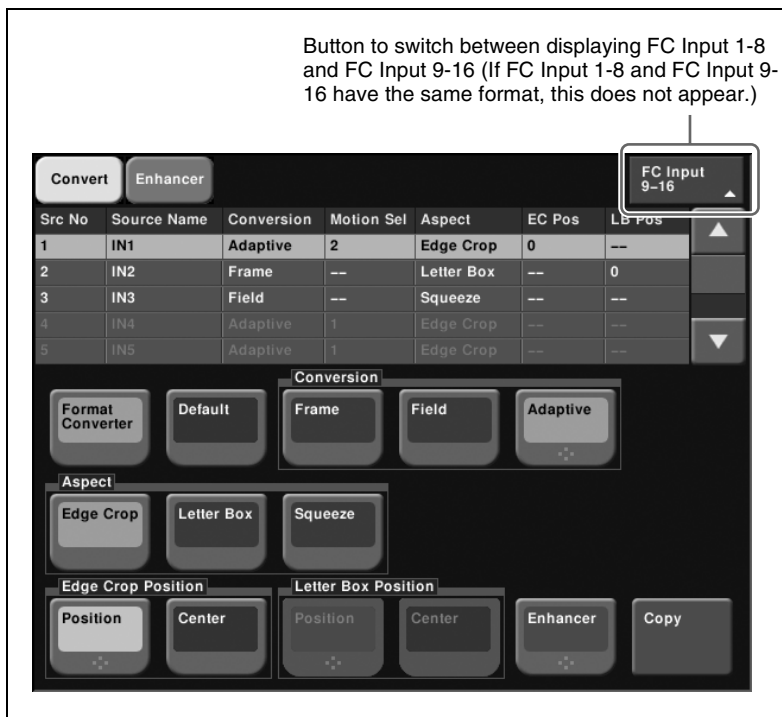 Button to switch between displaying FC Input 1-8
and FC Input 9-16 (If FC Input 1-8 and FC Input 9-
16 have the same format, this does not appear.)
Convert Enhancer FC Input
9–16
Src No Source Name Conversion Motion Sel Aspect EC Pos LB Pos
1 IN1 Adaptive 2 Edge Crop 0 --
2 IN2 Frame -- Letter Box -- 0
3 IN3 Field -- Squeeze -- --
4 IN4 Adaptive 1 Edge Crop -- --
5 IN5 Adaptive 1 Edge Crop -- --
Conversion
Format
Converter Default Frame Field Adaptive
Aspect
Edge Crop Letter Box Squeeze
Edge Crop Position Letter Box Position
Position Center Position Center Enhancer Copy